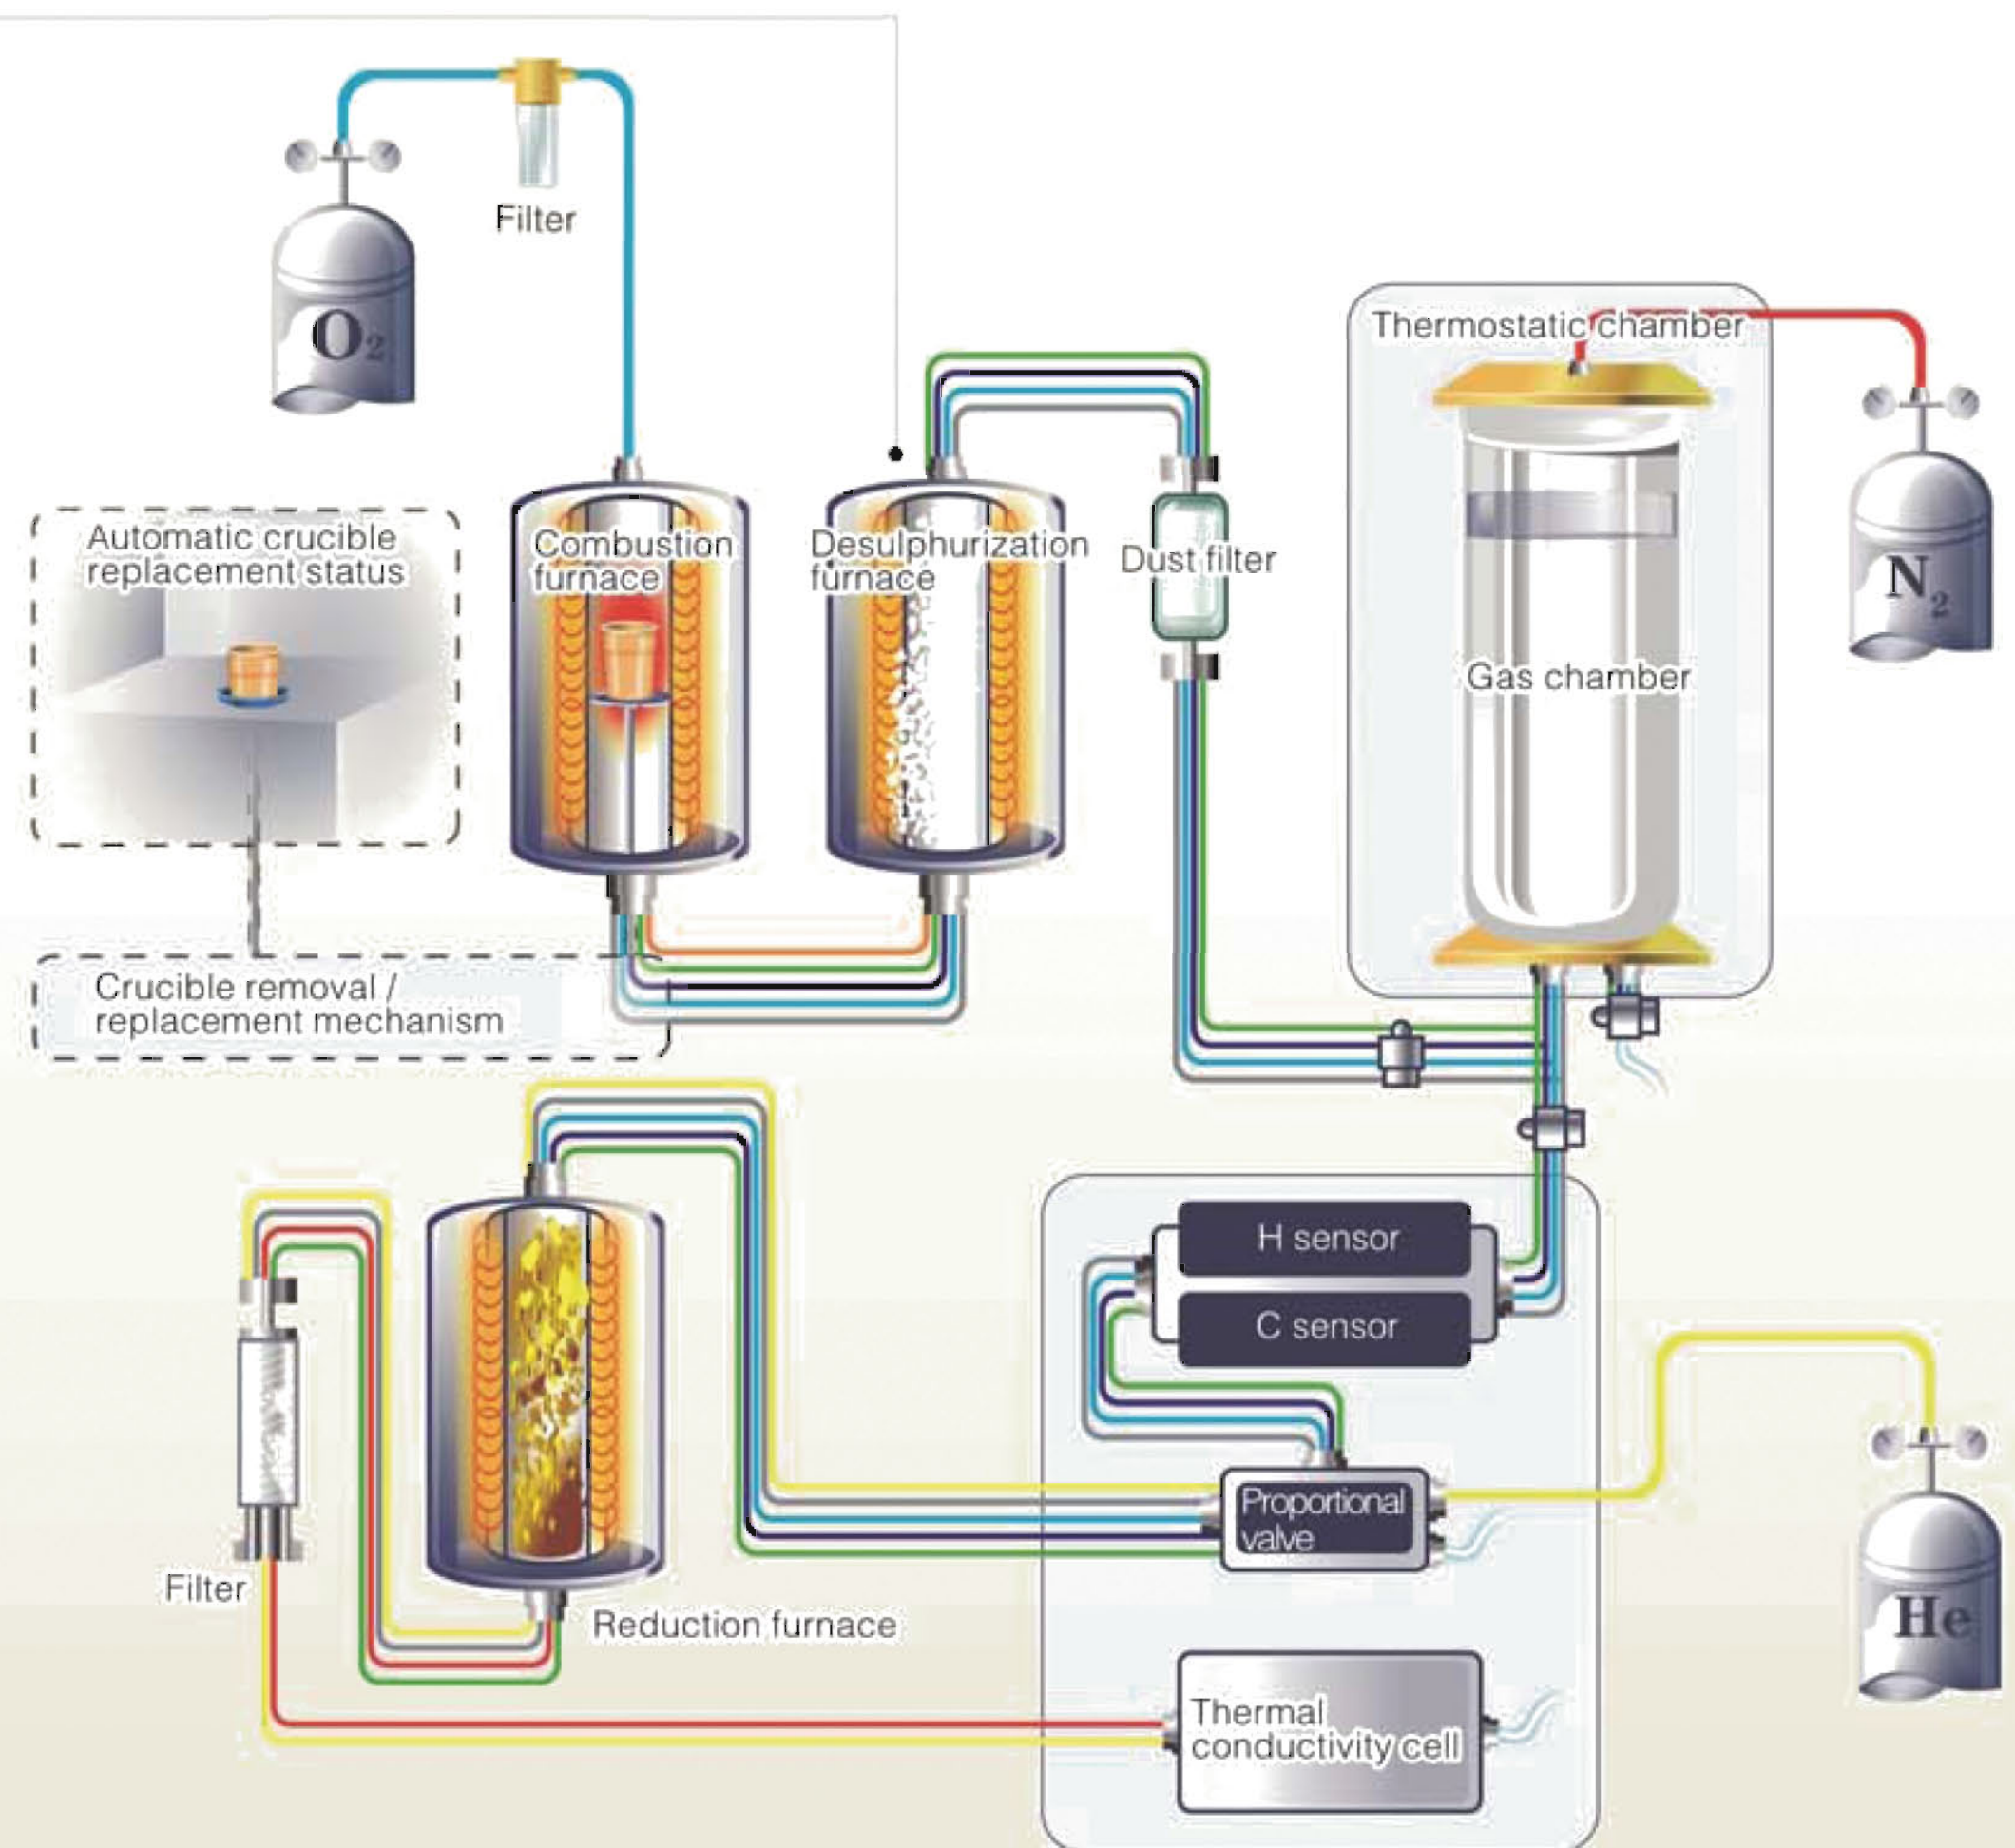 Filter
O₂
Thermostatic chamber
Automatic crucible
replacement status
Combustion
furnace
Desulphurization
furnace
Dust filter
N₂
Gas chamber
Crucible removal /
replacement mechanism
H sensor
C sensor
Proportional
valve
Filter
Reduction furnace
He
Thermal
conductivity cell